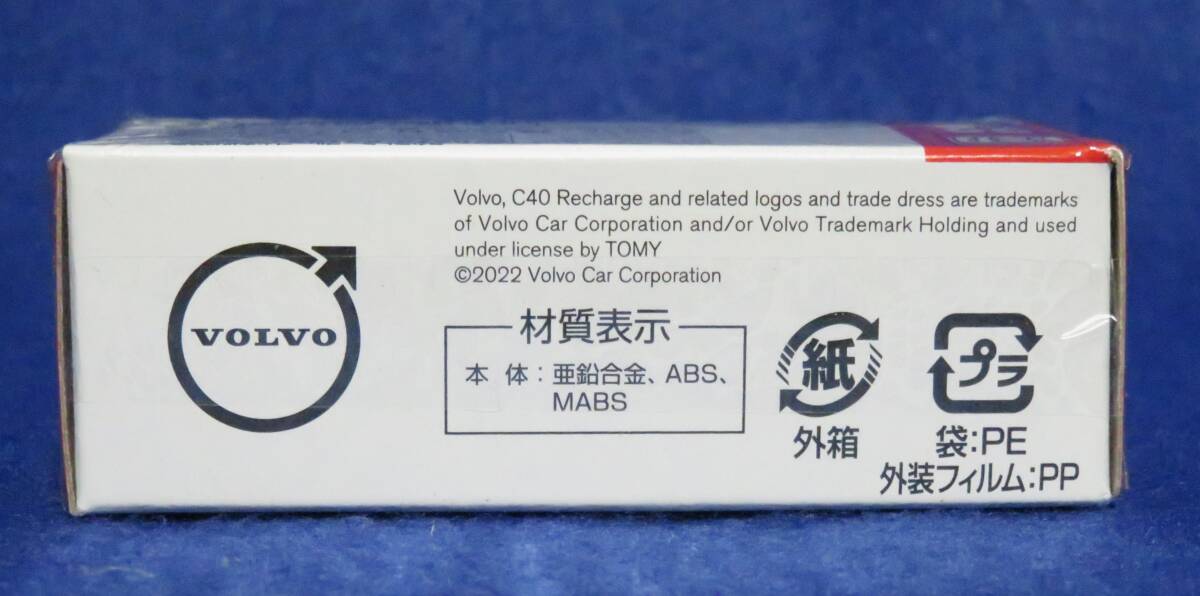 Volvo, C40 Recharge and related logos and trade dress are trademarks
of Volvo Car Corporation and/or Volvo Trademark Holding and used
under license by TOMY
©2022 Volvo Car Corporation
VOLVO
材質表示
本 体：亜鉛合金、ABS、
MABS
紙
外箱
プラ
袋:PE
外装フィルム:PP